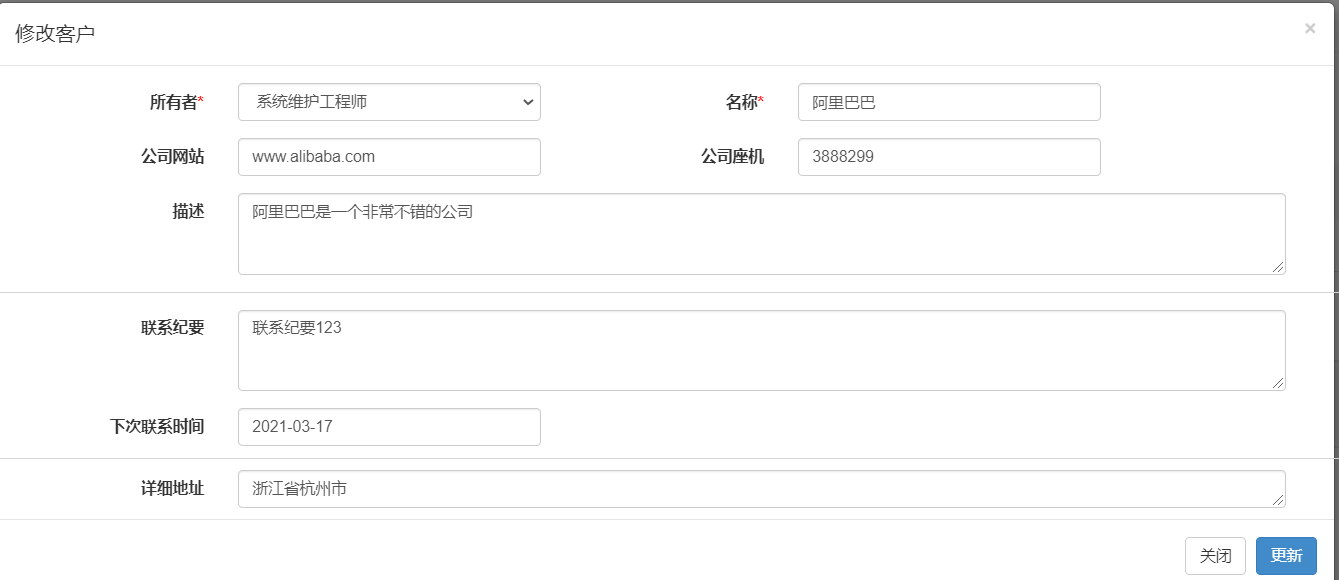 修改客户
×
所有者* 系统维护工程师 名称* 阿里巴巴
公司网站 www.alibaba.com 公司座机 3888299
描述 阿里巴巴是一个非常不错的公司
联系纪要 联系纪要123
下次联系时间 2021-03-17
详细地址 浙江省杭州市
关闭 更新